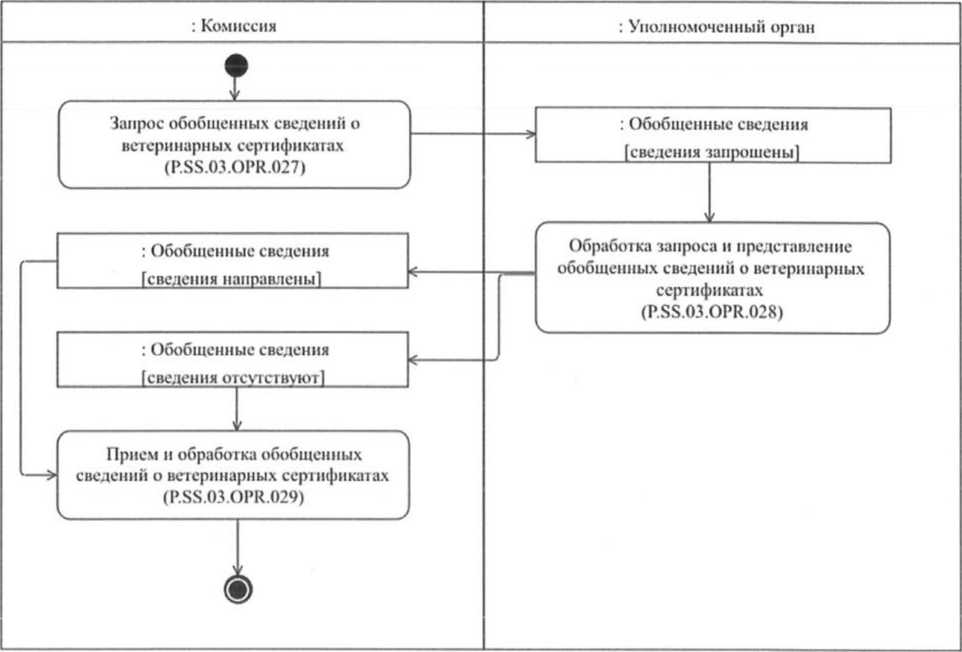 : Комиссия
: Уполномоченный орган
Запрос обобщенных сведений о
ветеринарных сертификатах
(P.SS.03.OPR.027)
: Обобщенные сведения
[сведения запрошены]
Обработка запроса и представление
обобщенных сведений о ветеринарных
сертификатах
(P.SS.03.OPR.028)
: Обобщенные сведения
[сведения направлены]
: Обобщенные сведения
[сведения отсутствуют]
Прием и обработка обобщенных
сведений о ветеринарных сертификатах
(P.SS.03.OPR.029)